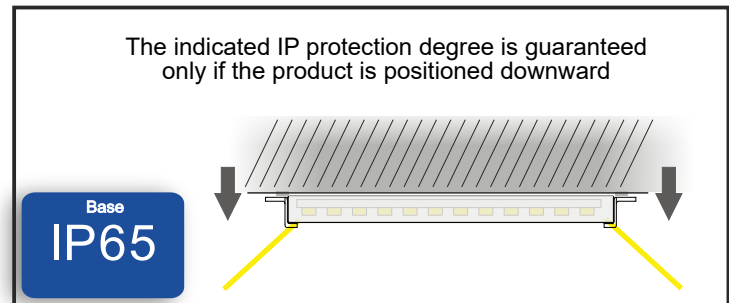 The indicated IP protection degree is guaranteed
only if the product is positioned downward
Base
IP65